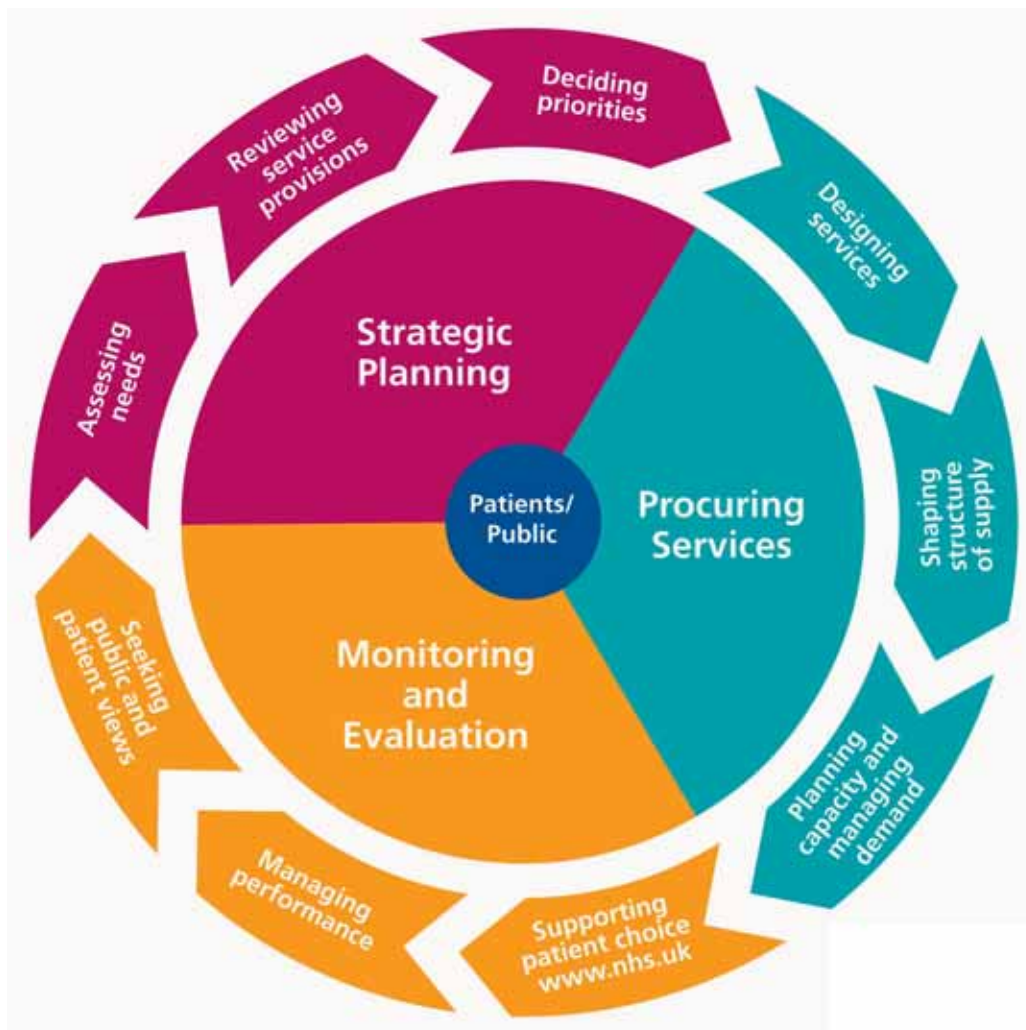 Deciding
priorities
Designing
services
Shaping
structure
of supply
Planning
capacity and
managing
demand
Supporting
patient choice
www.nhs.uk
Managing
performance
Seeking
public and
patient views
Assessing
needs
Reviewing
service
provisions
Strategic
Planning
Procuring
Services
Monitoring
and
Evaluation
Patients/
Public